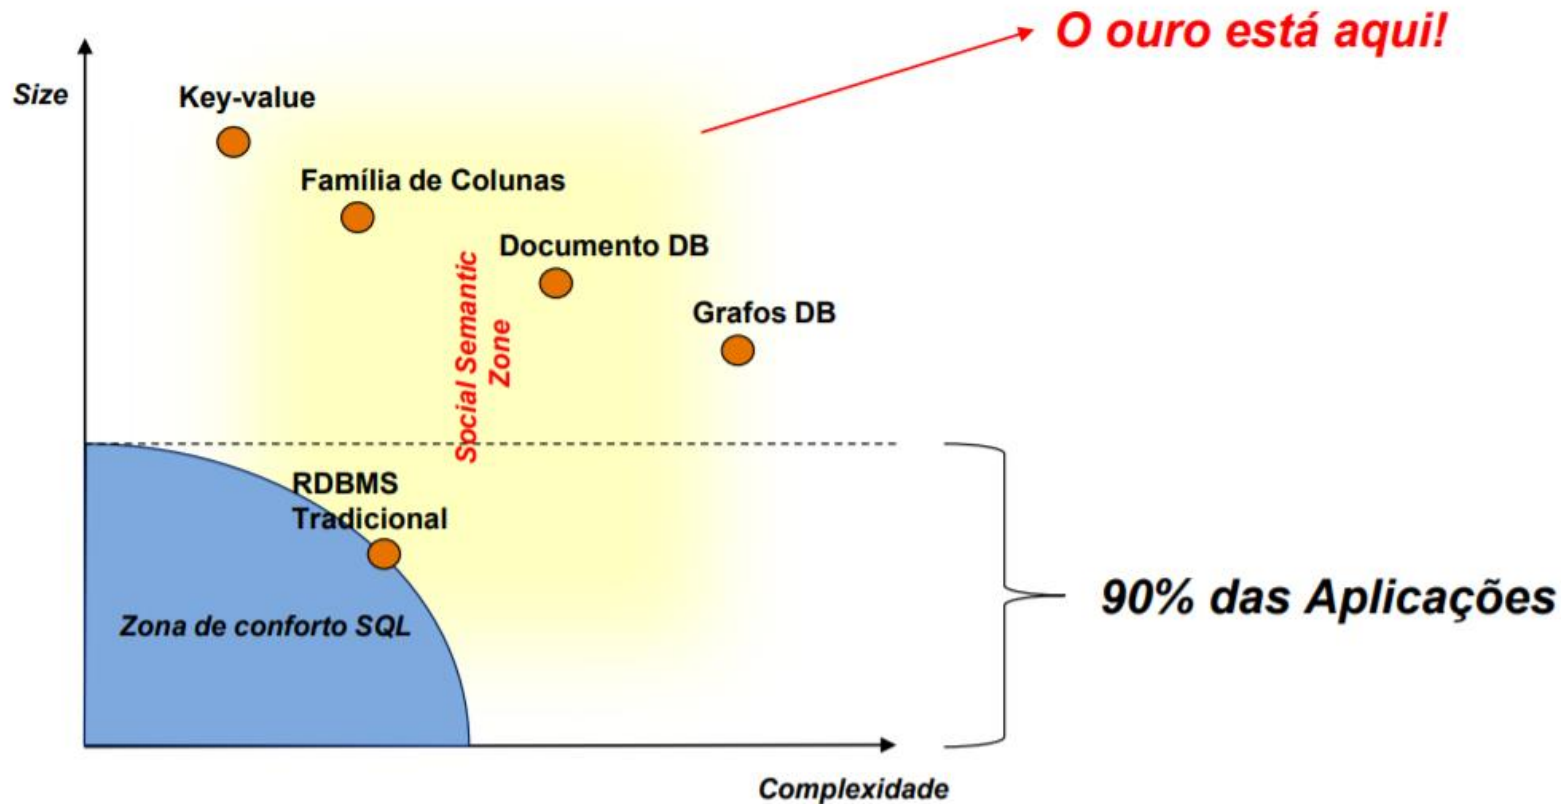 O ouro está aqui!
Size
Key-value
Família de Colunas
Documento DB
Social Semantic
Zone
Grafos DB
RDBMS
Tradicional
90% das Aplicações
Zona de conforto SQL
Complexidade